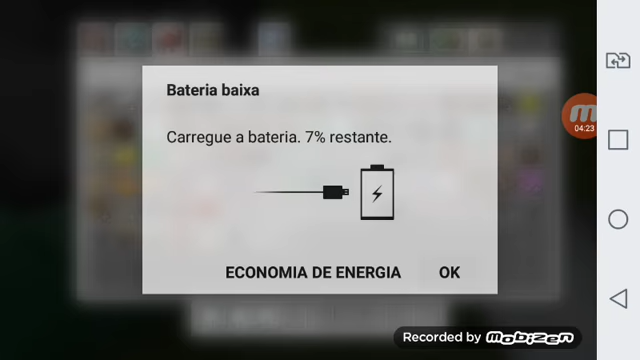 Bateria baixa
Carregue a bateria. 7% restante.
04:23
ECONOMIA DE ENERGIA OK
Recorded by MOBIZEN